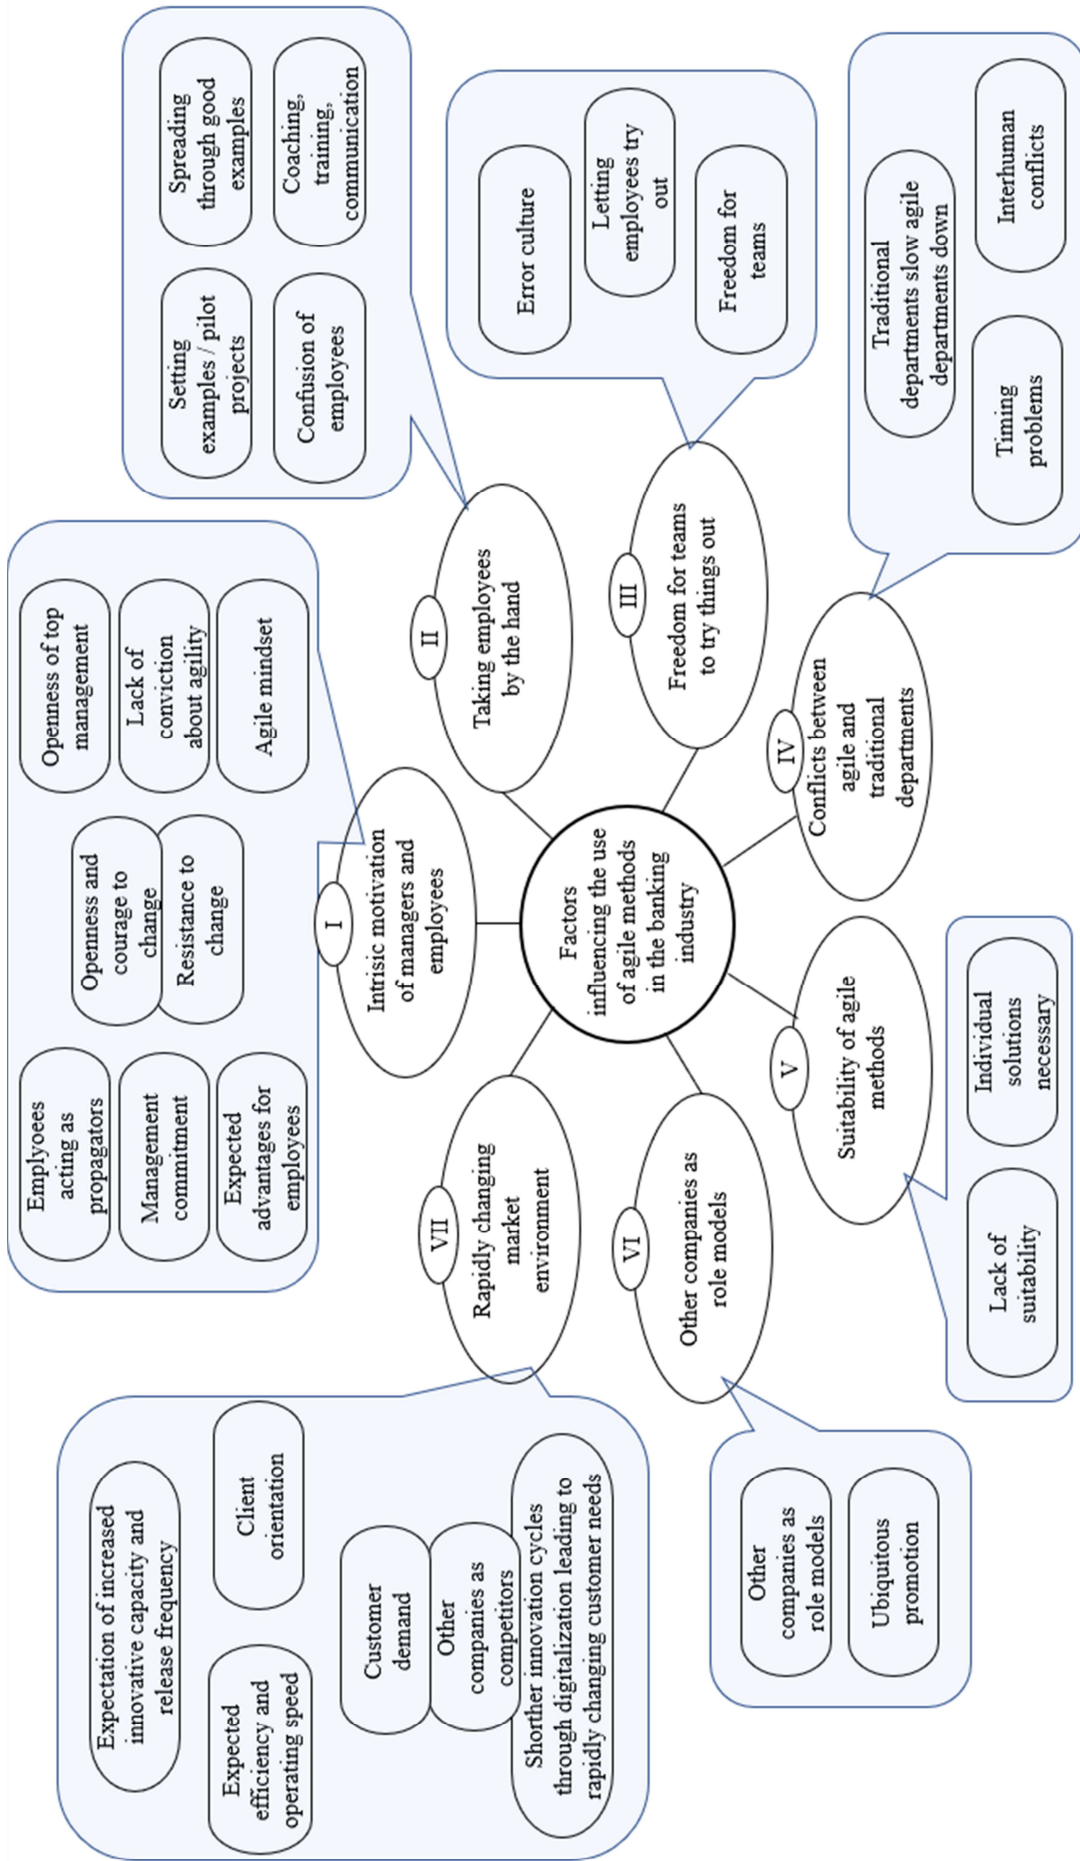 Factors
influencing the use
of agile methods
in the banking
industry
I
Intrisic motivation
of managers and
employees
Emplyoees
acting as
propagators
Management
commitment
Expected
advantages for
employees
Openness and
courage to
change
Resistance to
change
Openness of top
management
Lack of
conviction
about agility
Agile mindset
II
Taking employees
by the hand
Setting
examples / pilot
projects
Spreading
through good
examples
Confusion of
employees
Coaching,
training,
communication
III
Freedom for teams
to try things out
Error culture
Letting
employees try
out
Freedom for
teams
IV
Conflicts between
agile and
traditional
departments
Traditional
departments slow agile
departments down
Timing
problems
Interhuman
conflicts
V
Suitability of agile
methods
Lack of
suitability
Individual
solutions
necessary
VI
Other companies as
role models
Other
companies as
role models
Ubiquitous
promotion
VII
Rapidly changing
market
environment
Expectation of increased
innovative capacity and
release frequency
Expected
efficiency and
operating speed
Client
orientation
Customer
demand
Other
companies as
competitors
Shorther innovation cycles
through digitalization leading to
rapidly changing customer needs